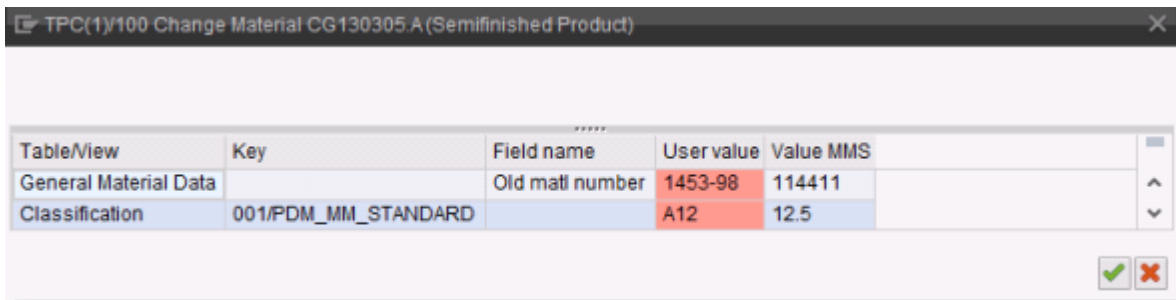 TPC(1)/100 Change Material CG130305.A (Semifinished Product)
Table/View Key Field name User value Value MMS
General Material Data Old matl number 1453-98 114411
Classification 001/PDM_MM_STANDARD A12 12.5